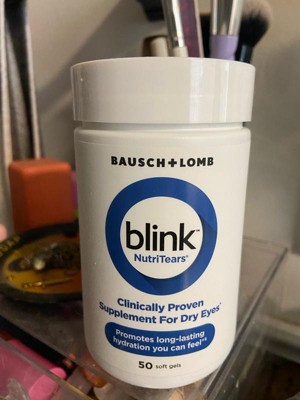 BAUSCH + LOMB
blink™
NutriTears®
Clinically Proven
Supplement For Dry Eyes*
Promotes long-lasting
hydration you can feel*
50 soft gels